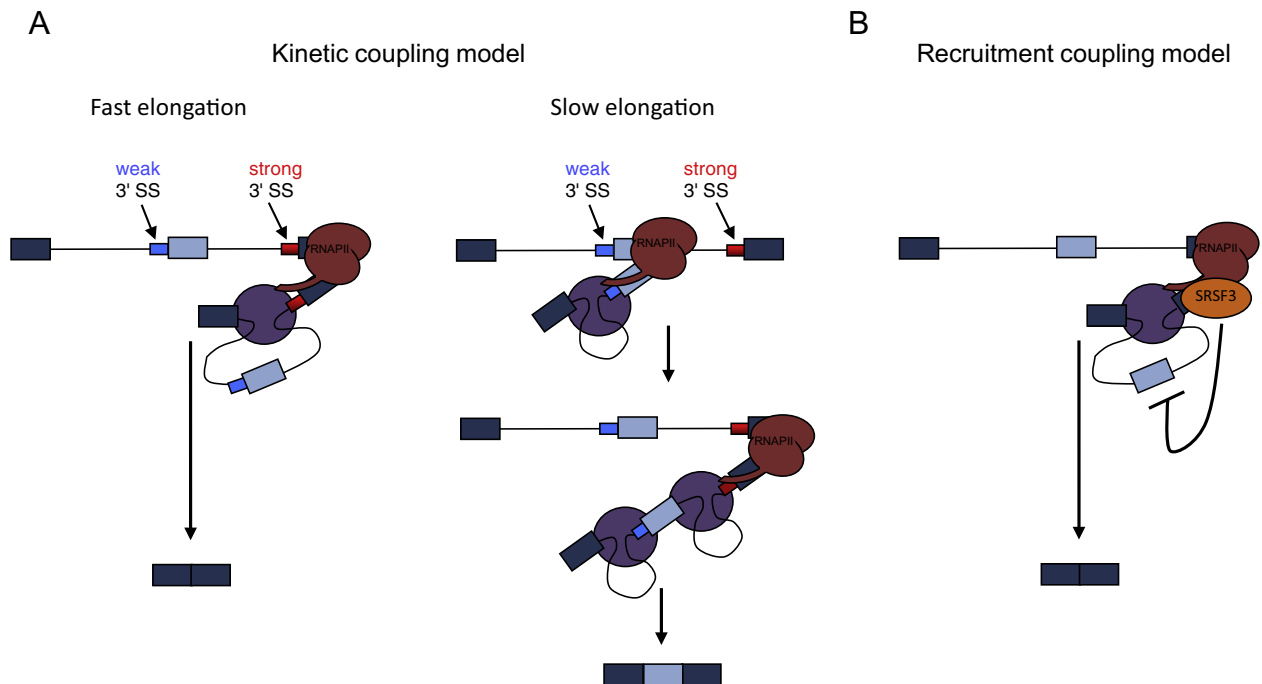 A
B
Kinetic coupling model
Recruitment coupling model
Fast elongation
Slow elongation
weak
3' SS
strong
3' SS
weak
3' SS
strong
3' SS
RNAPII
RNAPII
RNAPII
SRSF3
RNAPII